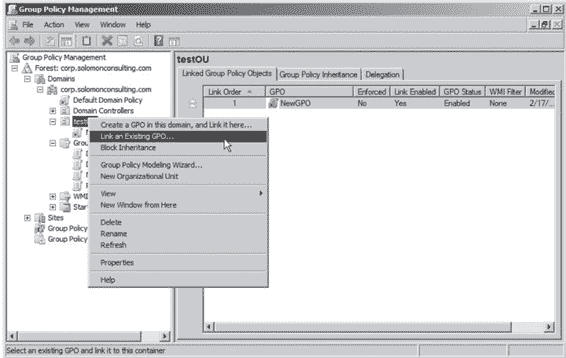 Group Policy Management
File Action View Window Help
Group Policy Management
Forest: corp.solomonconsulting.com
Domains
corp.solomonconsulting.com
Default Domain Policy
Domain Controllers
Group Policy
Sites
Group Policy
Group Policy
Create a GPO in this domain, and Link it here...
Link an Existing GPO...
Block Inheritance
Group Policy Modeling Wizard...
New Organizational Unit
View
New Window from Here
Delete
Rename
Refresh
Properties
Help
testOU
Linked Group Policy Objects Group Policy Inheritance Delegation
Link Order GPO Enforced Link Enabled GPO Status WMI Filter Modified
1 NewGPO No Yes Enabled None 2/17/...
Select an existing GPO and link it to this container